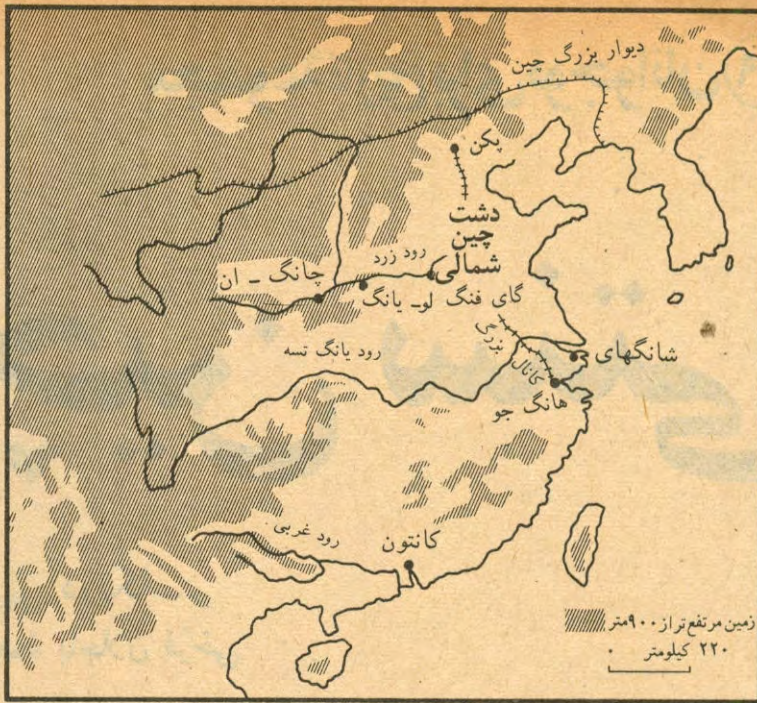 دیوار بزرگ چین
پکن
دشت
چین
شمالی
رود زرد
چانگ - ان
گای فنگ
لو- یانگ
رود یانگ تسه
کانال بزرگ
شانگهای
هانگ جو
رود غربی
کانتون
زمین مرتفع تر از ۹۰۰ متر
۲۲۰ کیلومتر ۰